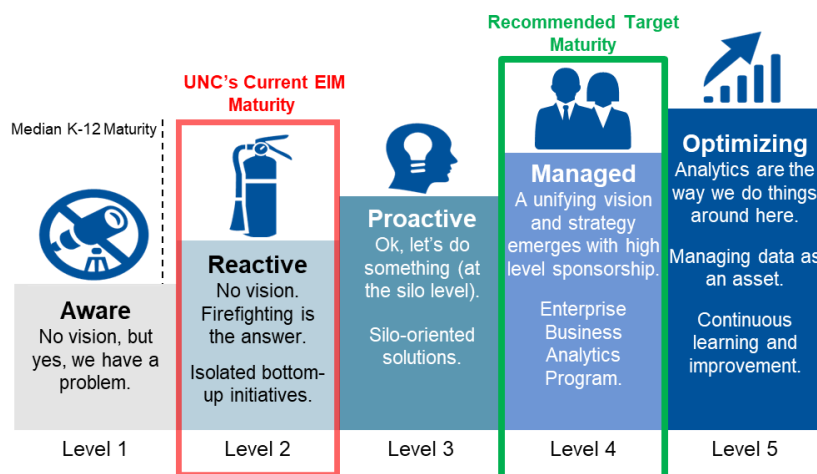 Recommended Target
Maturity
UNC's Current EIM
Maturity
Median K-12 Maturity
Aware
No vision, but
yes, we have a
problem.
Level 1
Reactive
No vision.
Firefighting is
the answer.
Isolated bottom-
up initiatives.
Level 2
Proactive
Ok, let's do
something (at
the silo level).
Silo-oriented
solutions.
Level 3
Managed
A unifying vision
and strategy
emerges with high
level sponsorship.
Enterprise
Business
Analytics
Program.
Level 4
Optimizing
Analytics are the
way we do things
around here.
Managing data as
an asset.
Continuous
learning and
improvement.
Level 5